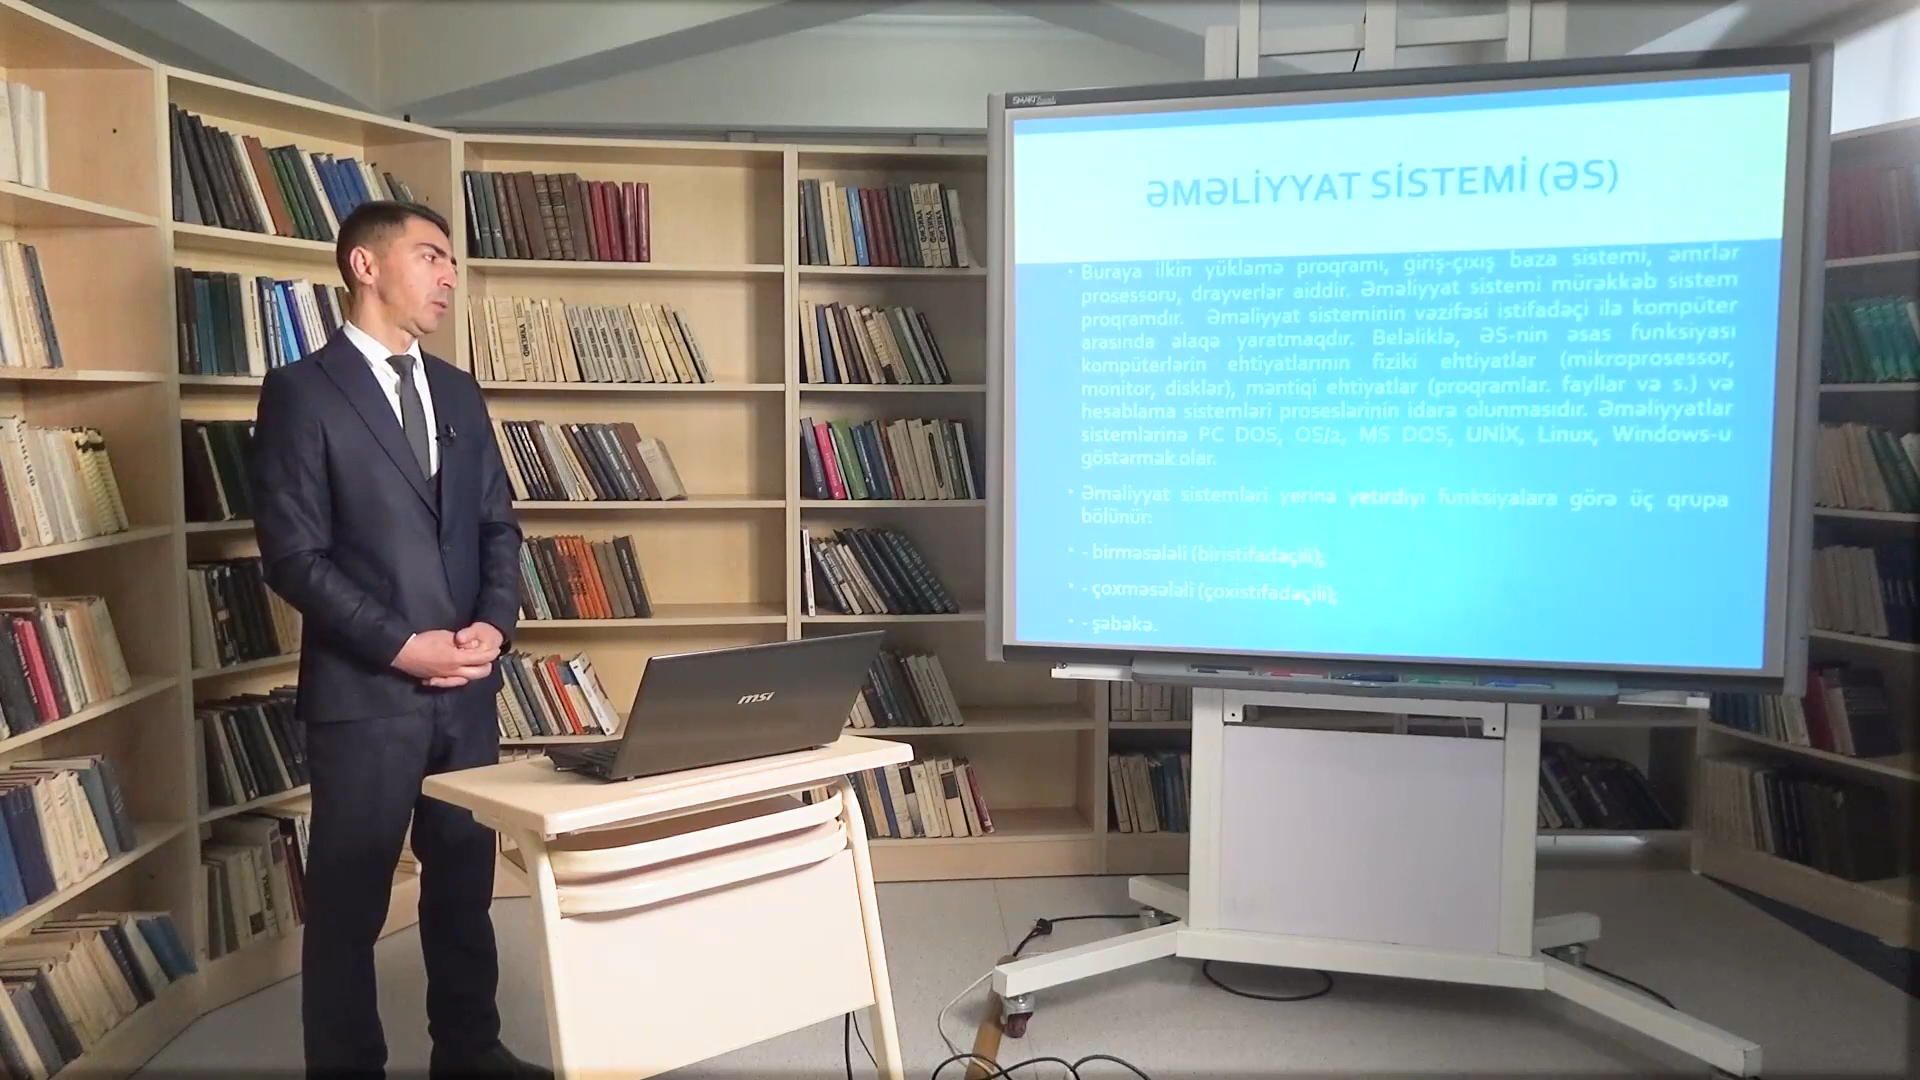 SMART Board
ƏMƏLİYYAT SİSTEMİ (ƏS)
• Buraya ilkin yükləmə proqramı, giriş-çıxış baza sistemi, əmrlər
prosessoru, drayverlər aiddir. Əməliyyat sistemi mürəkkəb sistem
proqramdır. Əməliyyat sisteminin vəzifəsi istifadəçi ilə kompüter
arasında əlaqə yaratmaqdır. Beləliklə, ƏS-nin əsas funksiyası
kompüterlərin ehtiyatlarının fiziki ehtiyatlar (mikroprosessor,
monitor, disklər), məntiqi ehtiyatlar (proqramlar. fayllar və s.) və
hesablama sistemləri proseslərinin idarə olunmasıdır. Əməliyyatlar
sistemlərinə PC DOS, OS/2, MS DOS, UNİX, Linux, Windows-u
göstərmək olar.
• Əməliyyat sistemləri yerinə yetirdiyi funksiyalara görə üç qrupa
bölünür:
• - birməsələli (biristifadəçili);
• - çoxməsələli (çoxistifadəçili);
• - şəbəkə.
msi